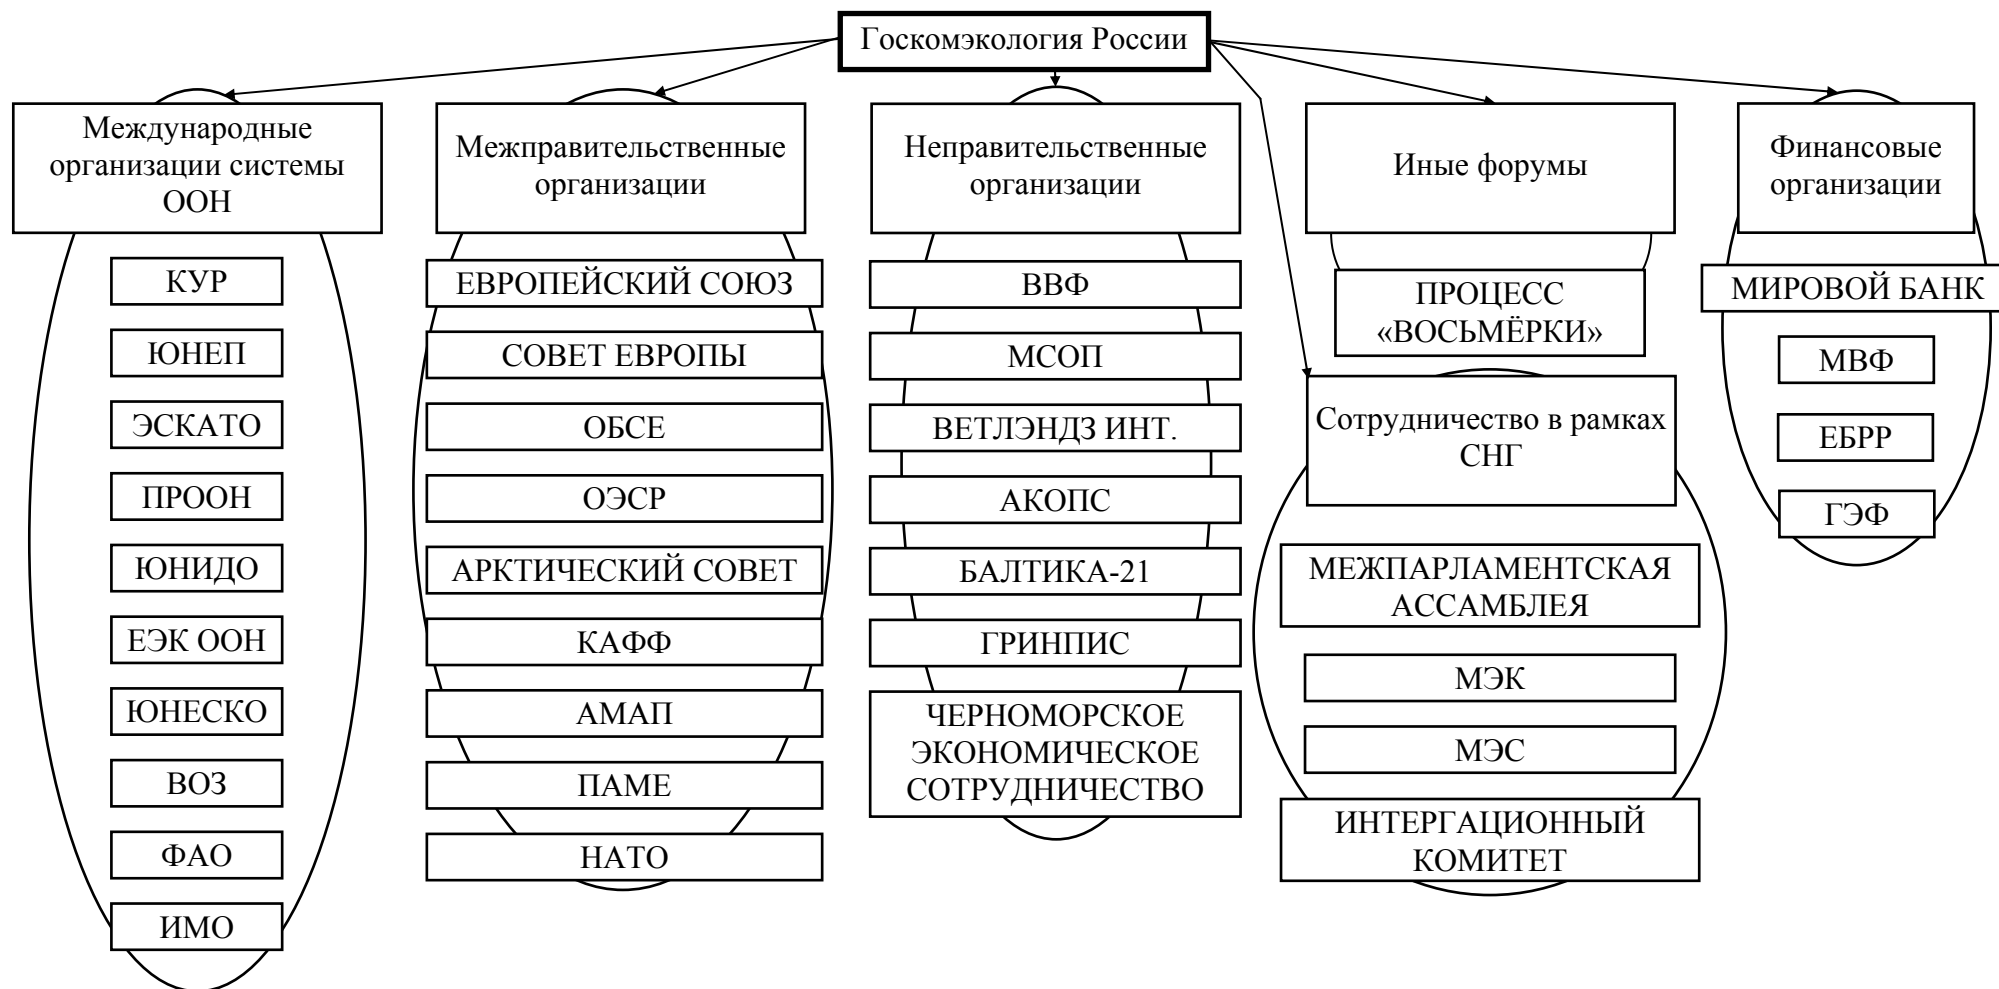 Госкомэкология России
Международные
организации системы
ООН
КУР
ЮНЕП
ЭСКАТО
ПРООН
ЮНИДО
ЕЭК ООН
ЮНЕСКО
ВОЗ
ФАО
ИМО
Межправительственные
организации
ЕВРОПЕЙСКИЙ СОЮЗ
СОВЕТ ЕВРОПЫ
ОБСЕ
ОЭСР
АРКТИЧЕСКИЙ СОВЕТ
КАФФ
АМАП
ПАМЕ
НАТО
Неправительственные
организации
ВВФ
МСОП
ВЕТЛЭНДЗ ИНТ.
АКОПС
БАЛТИКА-21
ГРИНПИС
ЧЕРНОМОРСКОЕ
ЭКОНОМИЧЕСКОЕ
СОТРУДНИЧЕСТВО
Иные форумы
ПРОЦЕСС
«ВОСЬМЁРКИ»
Сотрудничество в рамках
СНГ
МЕЖПАРЛАМЕНТСКАЯ
АССАМБЛЕЯ
МЭК
МЭС
ИНТЕРГАЦИОННЫЙ
КОМИТЕТ
Финансовые
организации
МИРОВОЙ БАНК
МВФ
ЕБРР
ГЭФ